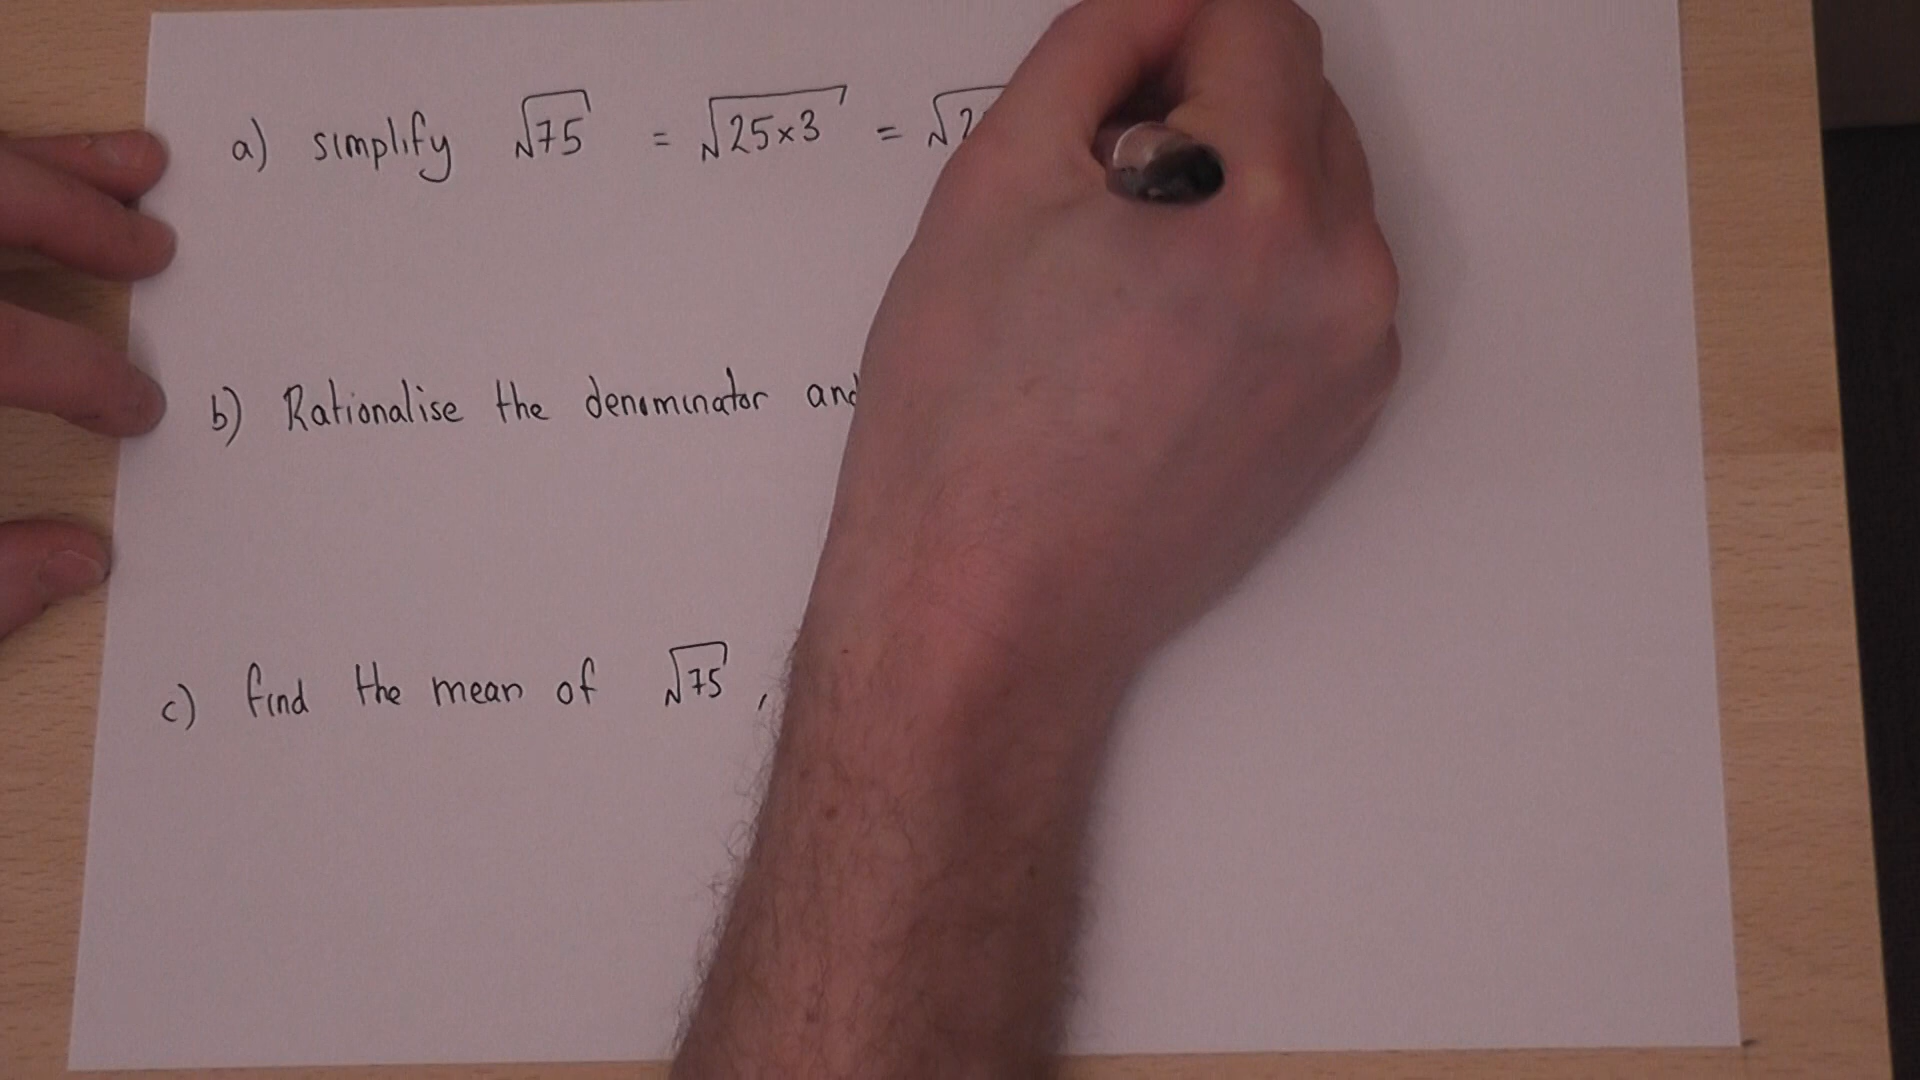 a) simplify √75 = √25×3 = √2
b) Rationalise the denominator and
c) find the mean of √75 ,